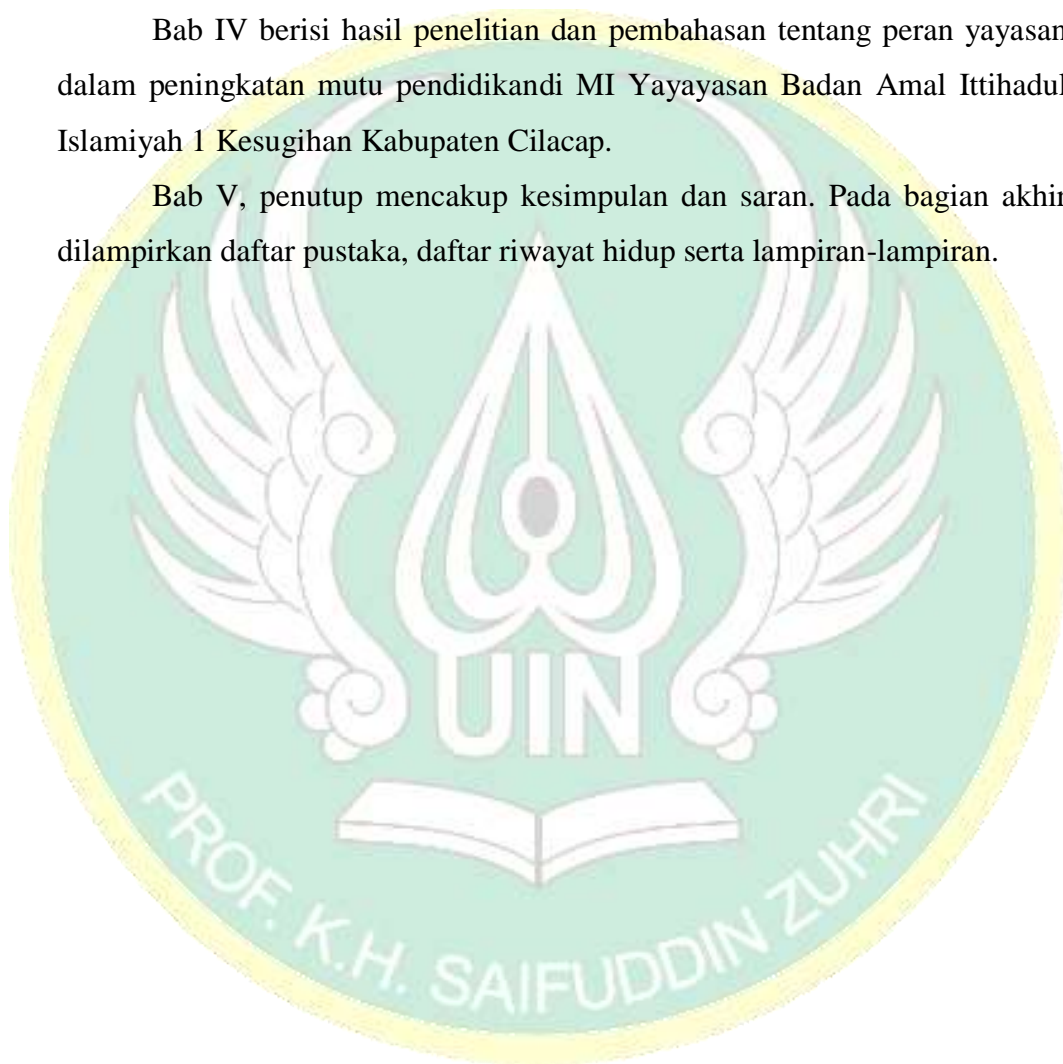 Bab IV berisi hasil penelitian dan pembahasan tentang peran yayasan
dalam peningkatan mutu pendidikandi MI Yayayasan Badan Amal Ittihadul
Islamiyah 1 Kesugihan Kabupaten Cilacap.
Bab V, penutup mencakup kesimpulan dan saran. Pada bagian akhir
dilampirkan daftar pustaka, daftar riwayat hidup serta lampiran-lampiran.
UIN
PROF. K.H. SAIFUDDIN ZUHRI